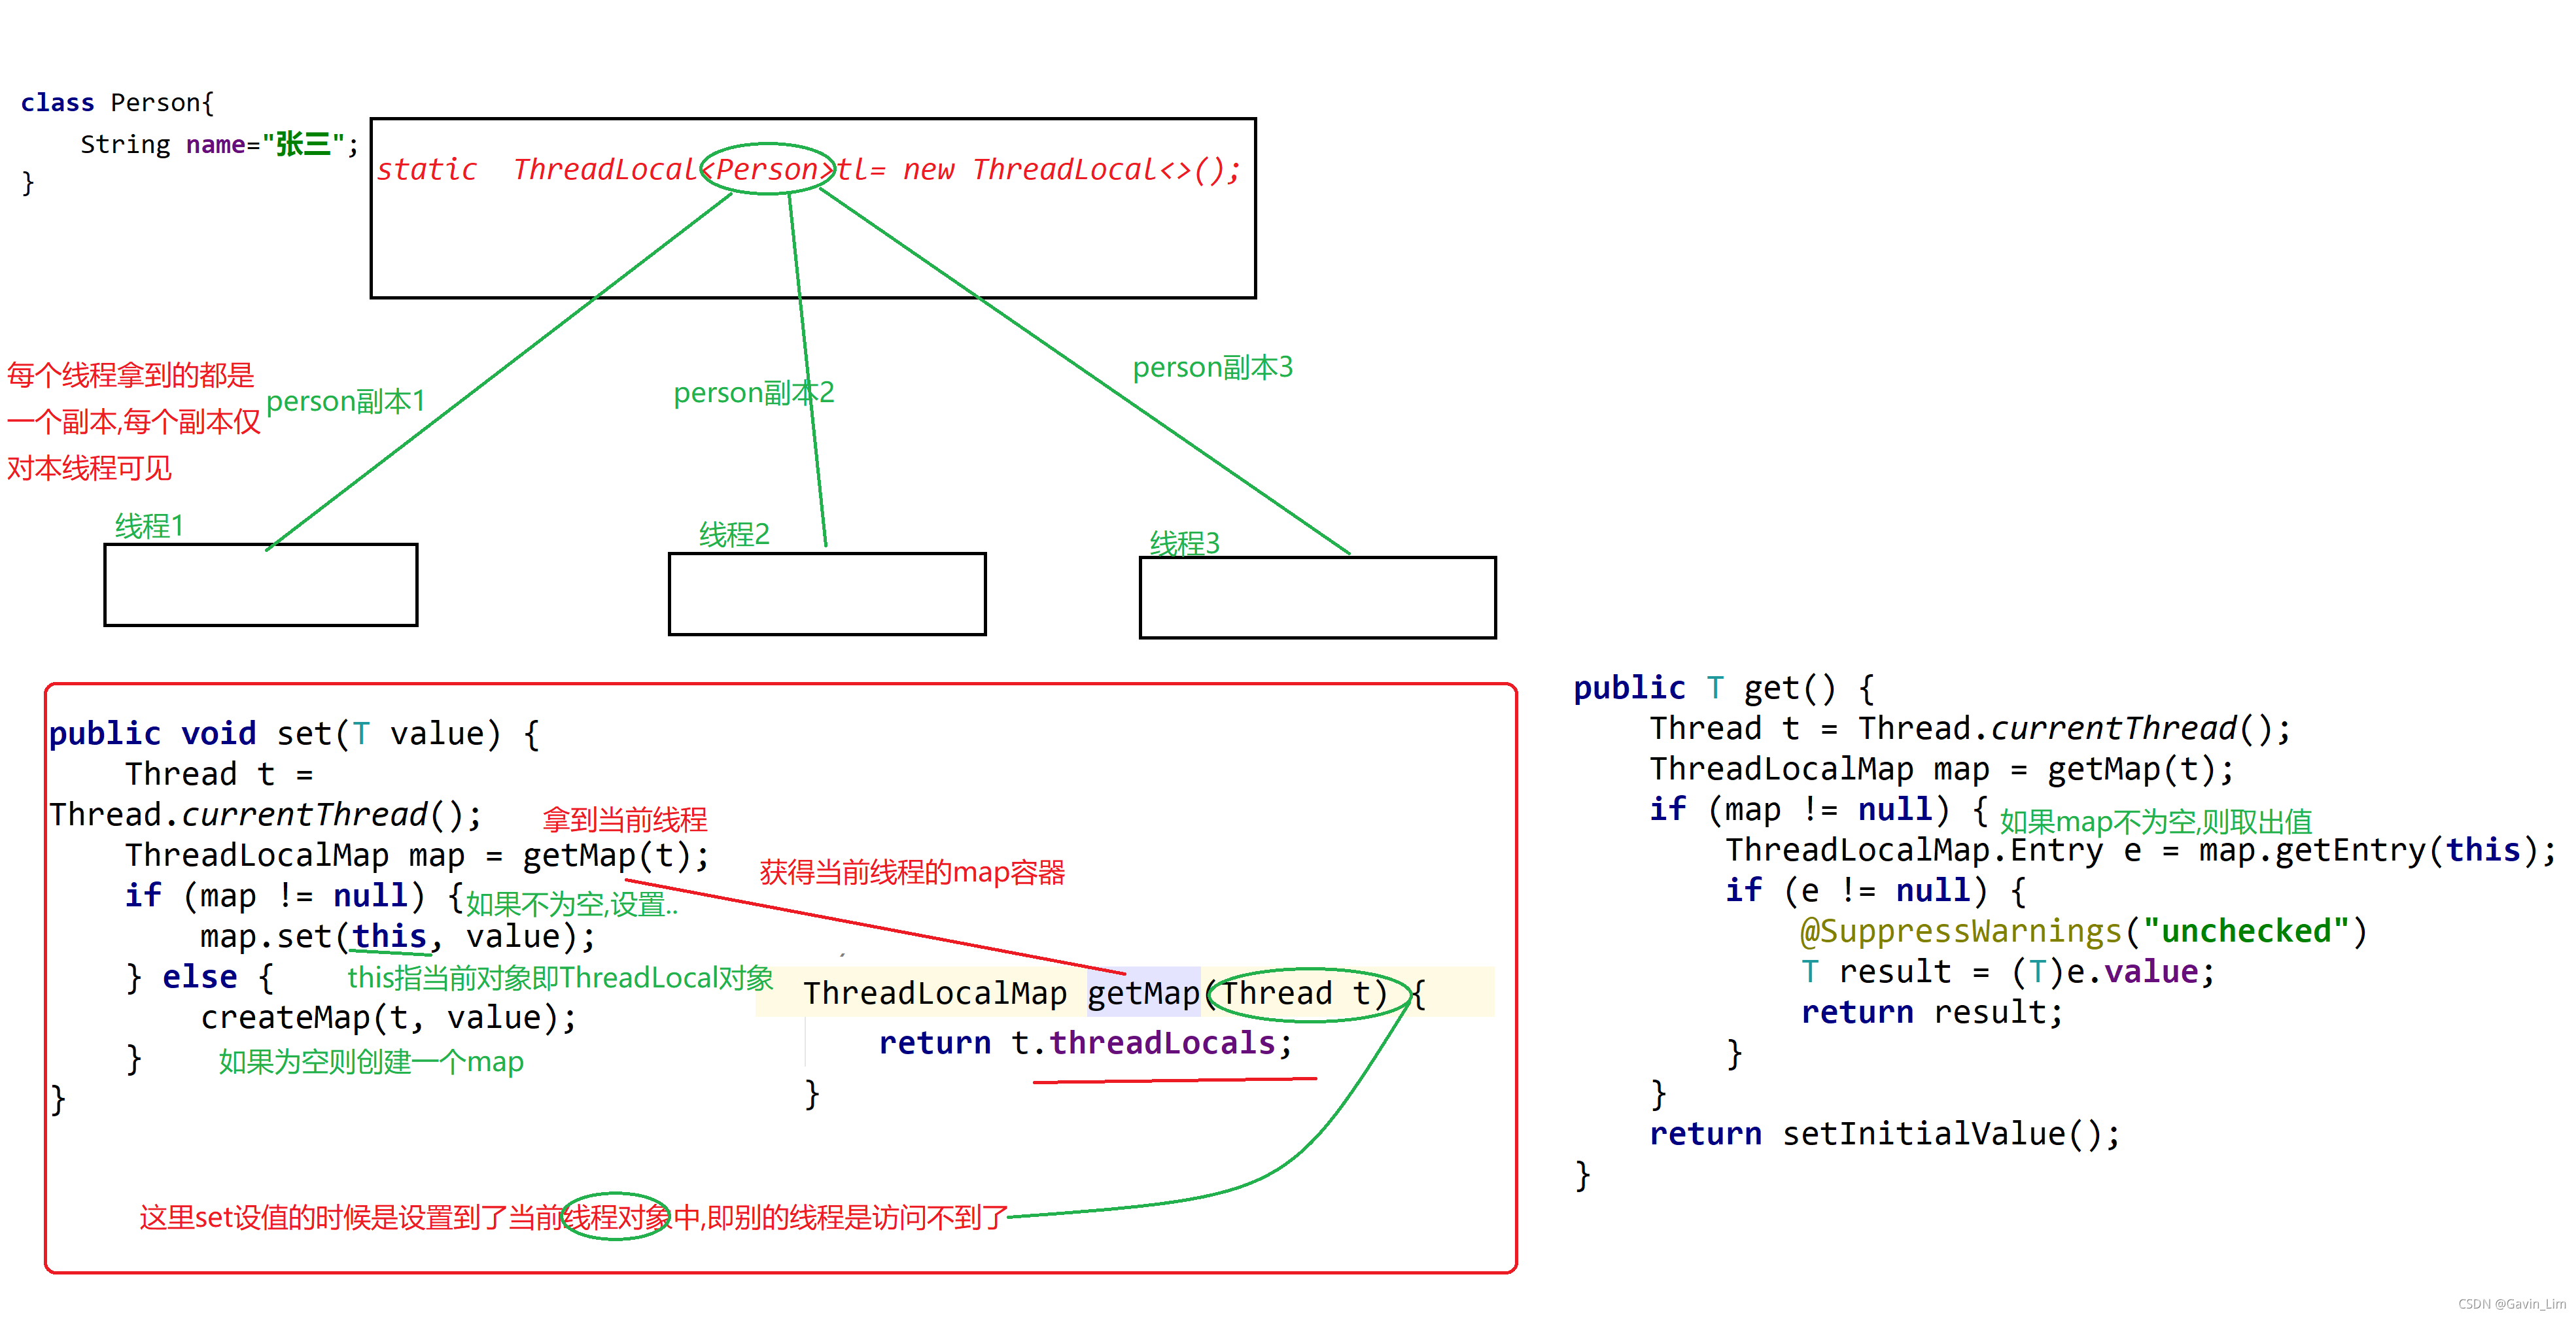 class Person{
String name="张三";
}
static ThreadLocal<Person>tl= new ThreadLocal<>();
每个线程拿到的都是
一个副本,每个副本仅
对本线程可见
person副本1
person副本2
person副本3
线程1
线程2
线程3
public void set(T value) {
Thread t =
Thread.currentThread();
拿到当前线程
ThreadLocalMap map = getMap(t);
获得当前线程的map容器
if (map != null) {
如果不为空,设置..
map.set(this, value);
} else {
this指当前对象即ThreadLocal对象
createMap(t, value);
}
如果为空则创建一个map
}
ThreadLocalMap getMap(Thread t) {
return t.threadLocals;
}
这里set设值的时候是设置到了当前线程对象中,即别的线程是访问不到了
public T get() {
Thread t = Thread.currentThread();
ThreadLocalMap map = getMap(t);
if (map != null) {
如果map不为空,则取出值
ThreadLocalMap.Entry e = map.getEntry(this);
if (e != null) {
@SuppressWarnings("unchecked")
T result = (T)e.value;
return result;
}
}
return setInitialValue();
}
CSDN @Gavin_Lim